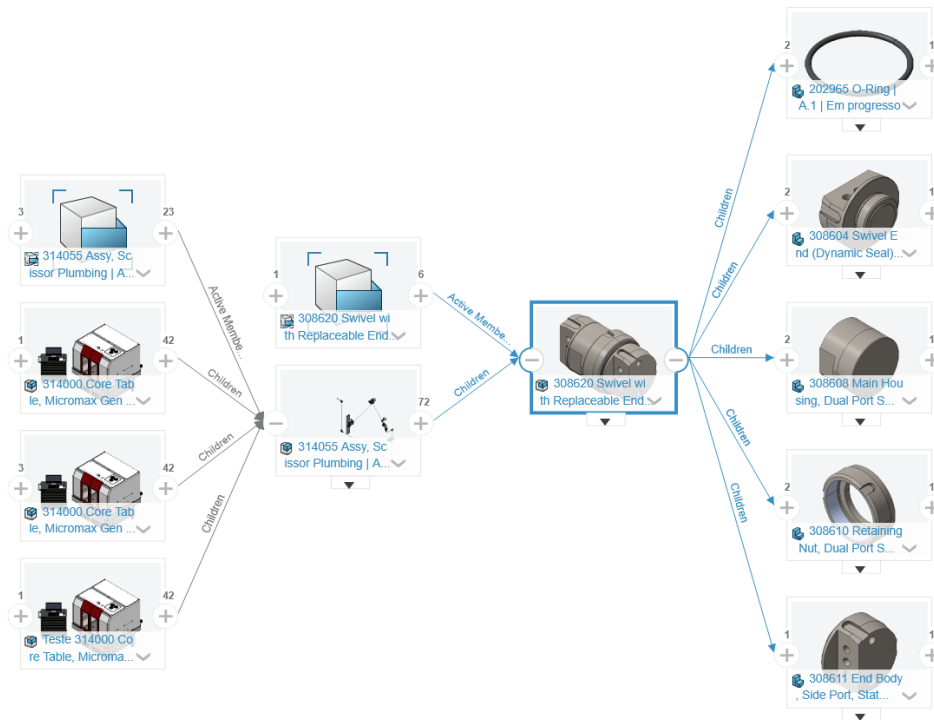 3
23
314055 Assy, Sc
issor Plumbing | A...
1
42
314000 Core Tab
le, Micromax Gen ...
3
42
314000 Core Tab
le, Micromax Gen ...
1
42
Teste 314000 Co
re Table, Microma...
Active Membe...
Children
Children
Children
1
6
308620 Swivel wi
th Replaceable End...
72
314055 Assy, Sc
issor Plumbing | A...
Active Membe...
Children
308620 Swivel wi
th Replaceable End...
Children
Children
Children
Children
Children
2
1
202965 O-Ring |
A.1 | Em progresso
2
1
308604 Swivel E
nd (Dynamic Seal)...
2
1
308608 Main Hou
sing, Dual Port S...
2
1
308610 Retaining
Nut, Dual Port S...
1
1
308611 End Body
, Side Port, Stat...